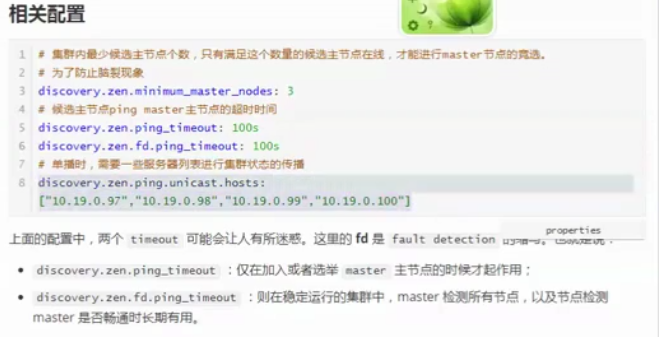 相关配置
1 # 集群内最少候选主节点个数，只有满足这个数量的候选主节点在线，才能进行master节点的竞选。
2 # 为了防止脑裂现象
3 discovery.zen.minimum_master_nodes: 3
4 # 候选主节点ping master主节点的超时时间
5 discovery.zen.ping_timeout: 100s
6 discovery.zen.fd.ping_timeout: 100s
7 # 单播时，需要一些服务器列表进行集群状态的传播
8 discovery.zen.ping.unicast.hosts:
["10.19.0.97","10.19.0.98","10.19.0.99","10.19.0.100"]
properties
上面的配置中，两个 timeout 可能会让人有所迷惑。这里的 fd 是 fault detection
• discovery.zen.ping_timeout ：仅在加入或者选举 master 主节点的时候才起作用；
• discovery.zen.fd.ping_timeout ：则在稳定运行的集群中，master 检测所有节点，以及节点检测
master 是否畅通时长期有用。